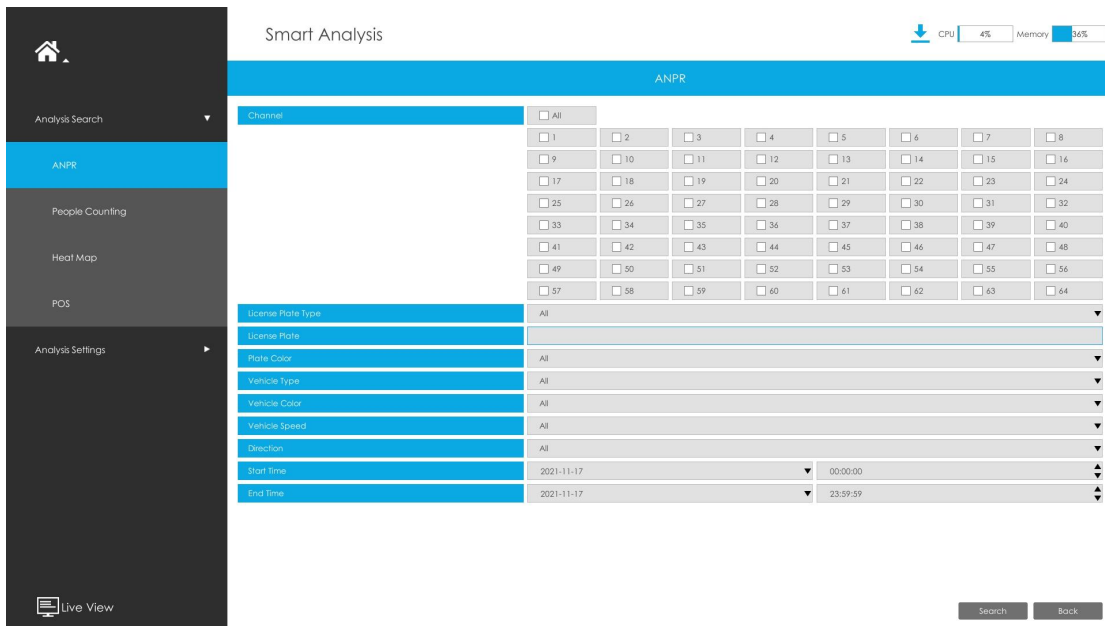 Smart Analysis
CPU 4% Memory 36%
ANPR
Analysis Search
ANPR
People Counting
Heat Map
POS
Analysis Settings
Live View
Channel All
1 2 3 4 5 6 7 8
9 10 11 12 13 14 15 16
17 18 19 20 21 22 23 24
25 26 27 28 29 30 31 32
33 34 35 36 37 38 39 40
41 42 43 44 45 46 47 48
49 50 51 52 53 54 55 56
57 58 59 60 61 62 63 64
License Plate Type All
License Plate
Plate Color All
Vehicle Type All
Vehicle Color All
Vehicle Speed All
Direction All
Start Time 2021-11-17 00:00:00
End Time 2021-11-17 23:59:59
Search Back